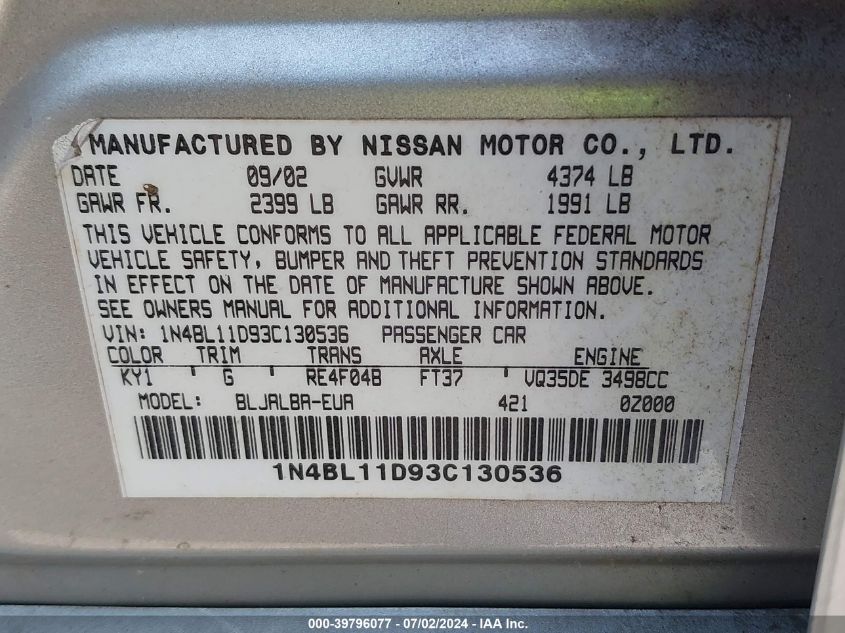 MANUFACTURED BY NISSAN MOTOR CO., LTD.
DATE 09/02 GVWR 4374 LB
GAWR FR. 2399 LB GAWR RR. 1991 LB
THIS VEHICLE CONFORMS TO ALL APPLICABLE FEDERAL MOTOR
VEHICLE SAFETY, BUMPER AND THEFT PREVENTION STANDARDS
IN EFFECT ON THE DATE OF MANUFACTURE SHOWN ABOVE.
SEE OWNERS MANUAL FOR ADDITIONAL INFORMATION.
VIN: 1N4BL11D93C130536 PASSENGER CAR
COLOR TRIM TRANS AXLE ENGINE
KY1 G RE4F04B FT37 VQ35DE 3498CC
MODEL: BLJALBA-EUA 421 0Z000
1N4BL11D93C130536
000-39796077 - 07/02/2024 - IAA Inc.